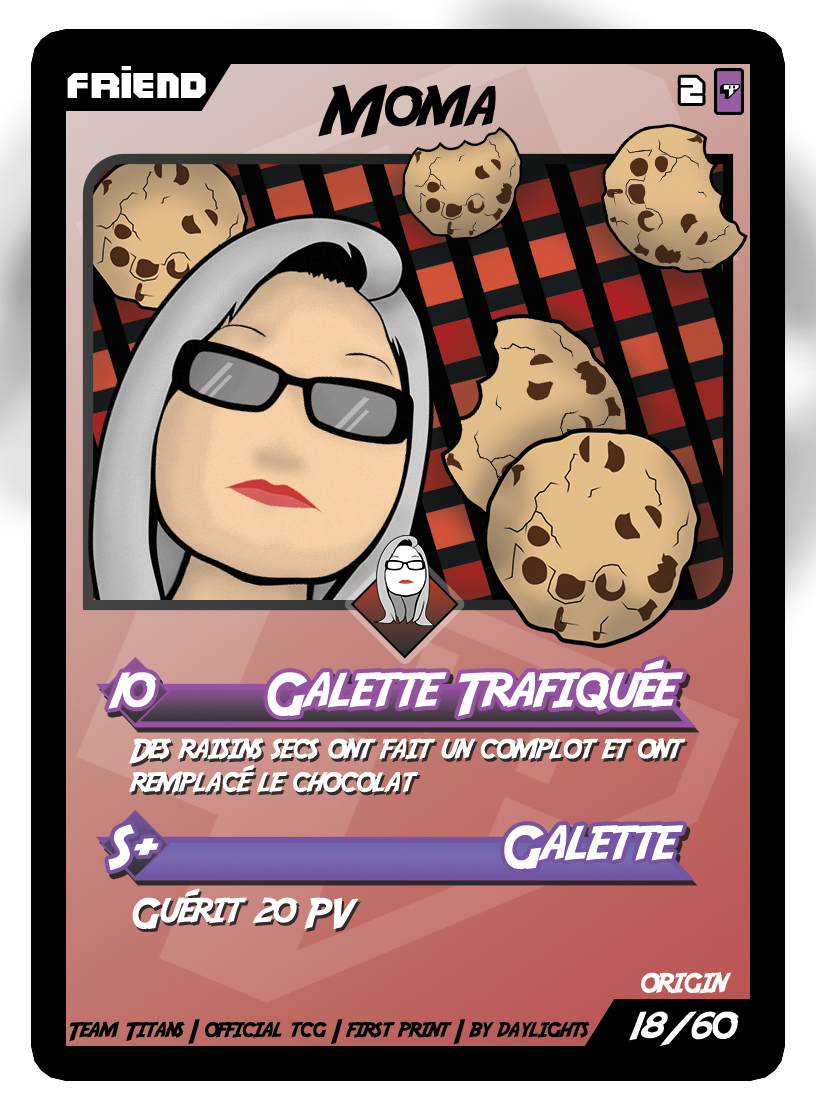 FRIEND
MOMA
2
10 GALETTE TRAFIQUÉE
DES RAISINS SECS ONT FAIT UN COMPLOT ET ONT
REMPLACÉ LE CHOCOLAT
S+ GALETTE
GUÉRIT 20 PV
ORIGIN
18/60
TEAM TITANS | OFFICIAL TCG | FIRST PRINT | BY DAYLIGHTS